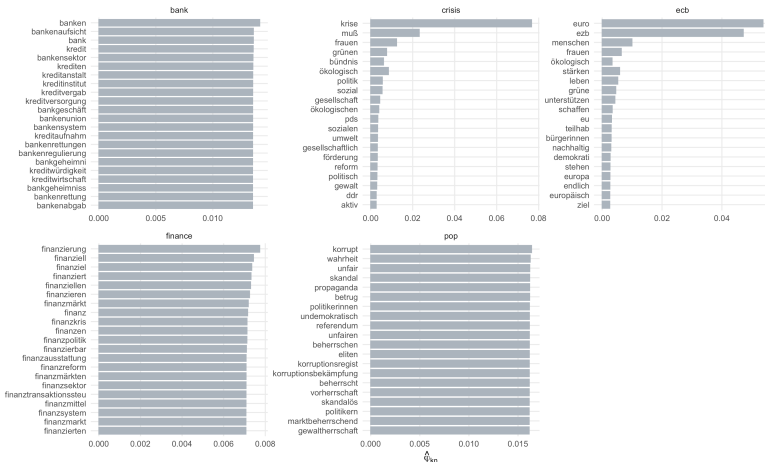 bank
banken
bankenaufsicht
bank
kredit
bankensektor
krediten
kreditanstalt
kreditinstitut
kreditvergab
kreditversorgung
bankgeschäft
bankenunion
bankensystem
kreditaufnahm
bankenrettungen
bankenregulierung
bankgeheimni
kreditwürdigkeit
kreditwirtschaft
bankgeheimniss
bankenrettung
bankenabgab
0.000 0.005 0.010
crisis
krise
muß
frauen
grünen
bündnis
ökologisch
politik
sozial
gesellschaft
ökologischen
pds
sozialen
umwelt
gesellschaftlich
förderung
reform
politisch
gewalt
ddr
aktiv
0.00 0.02 0.04 0.06 0.08
ecb
euro
ezb
menschen
frauen
ökologisch
stärken
leben
grüne
unterstützen
schaffen
eu
teilhab
bürgerinnen
nachhaltig
demokrati
stehen
europa
endlich
europäisch
ziel
0.00 0.02 0.04
finance
finanzierung
finanziell
finanziel
finanziert
finanziellen
finanzieren
finanzmärkt
finanz
finanzkris
finanzen
finanzpolitik
finanzierbar
finanzausstattung
finanzreform
finanzmärkten
finanzsektor
finanztransaktionssteu
finanzmittel
finanzsystem
finanzmarkt
finanzierten
0.000 0.002 0.004 0.006 0.008
pop
korrupt
wahrheit
unfair
skandal
propaganda
betrug
politikerinnen
undemokratisch
referendum
unfairen
beherrschen
eliten
korruptionsregist
korruptionsbekämpfung
beherrscht
vorherrschaft
skandalös
politikern
marktbeherrschend
gewaltherrschaft
0.000 0.005 0.010 0.015